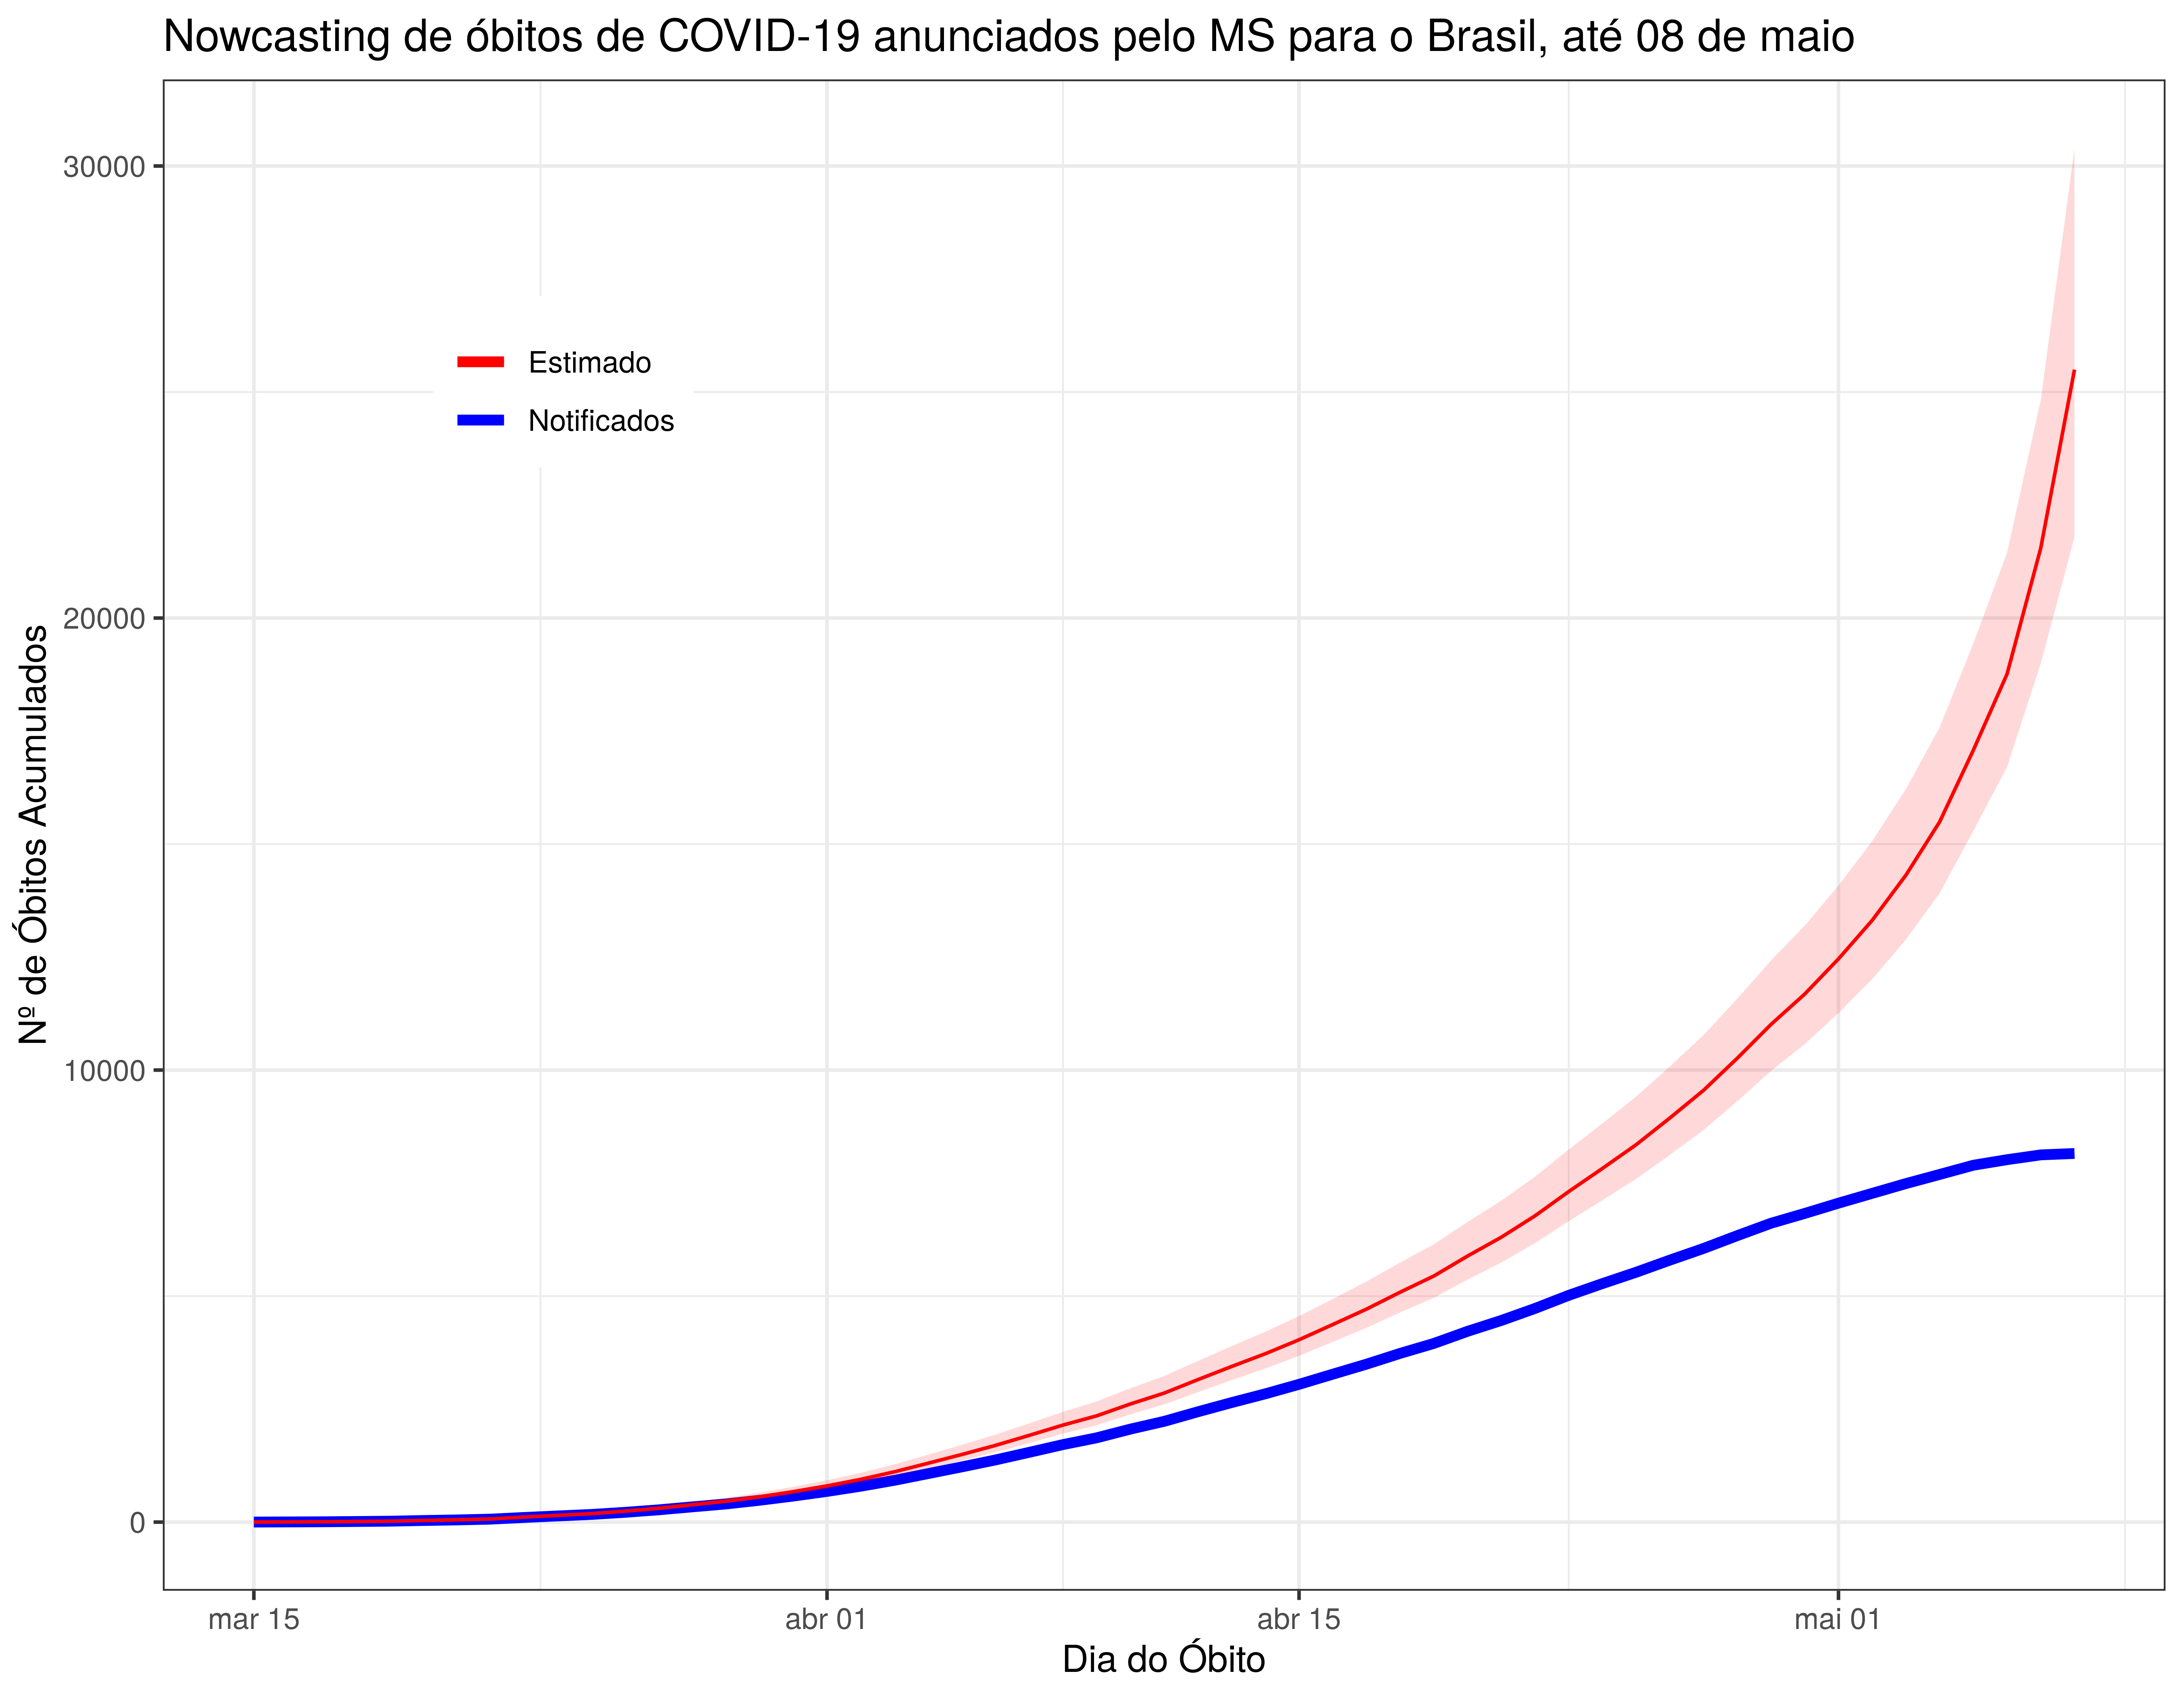 Nowcasting de óbitos de COVID-19 anunciados pelo MS para o Brasil, até 08 de maio
30000
20000
10000
0
Nº de Óbitos Acumulados
Estimado
Notificados
mar 15
abr 01
abr 15
mai 01
Dia do Óbito